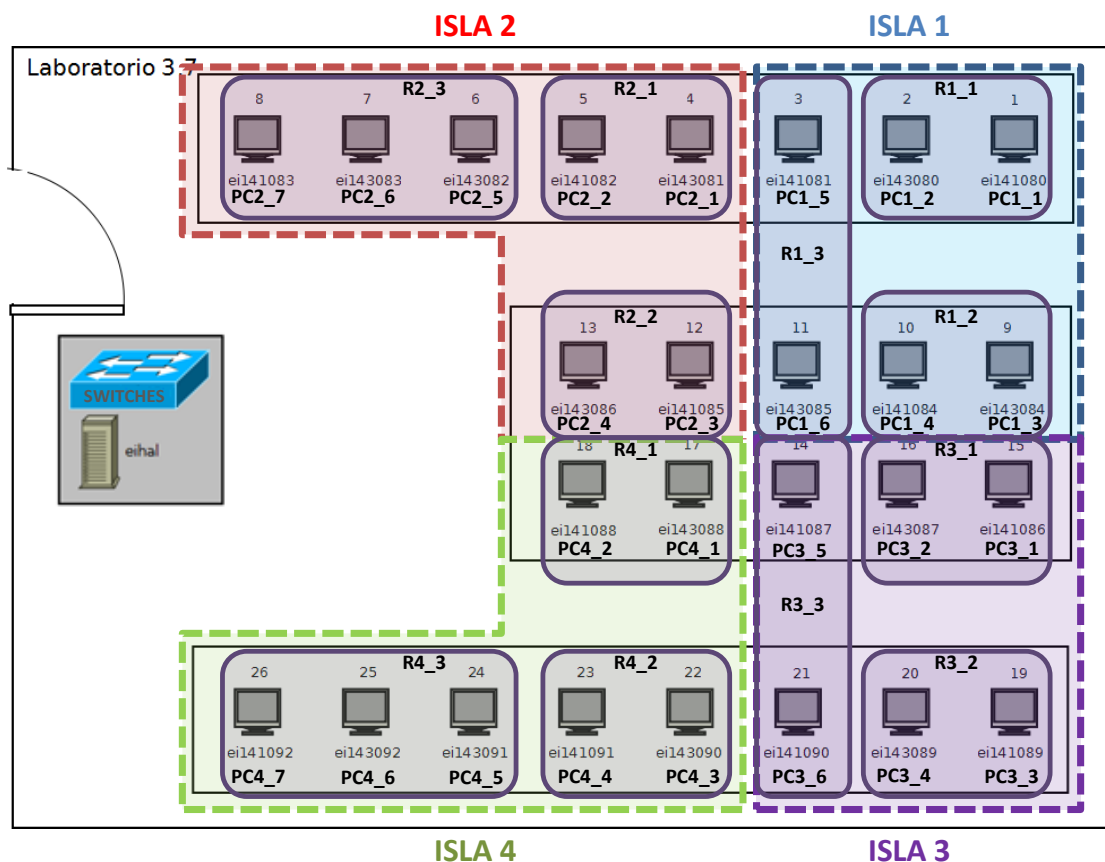 ISLA 2 ISLA 1
Laboratorio 3.7
R2_3 R2_1 R1_1
8 7 6 5 4 3 2 1
ei141083 ei143083 ei143082 ei141082 ei143081 ei141081 ei143080 ei141080
PC2_7 PC2_6 PC2_5 PC2_2 PC2_1 PC1_5 PC1_2 PC1_1
R1_3
R2_2 R1_2
13 12 11 10 9
ei143086 ei141085 ei143085 ei141084 ei143084
PC2_4 PC2_3 PC1_6 PC1_4 PC1_3
SWITCHES
eihal
R4_1 R3_1
18 17 14 16 15
ei141088 ei143088 ei141087 ei143087 ei141086
PC4_2 PC4_1 PC3_5 PC3_2 PC3_1
R3_3
R4_3 R4_2 R3_2
26 25 24 23 22 21 20 19
ei141092 ei143092 ei143091 ei141091 ei143090 ei141090 ei143089 ei141089
PC4_7 PC4_6 PC4_5 PC4_4 PC4_3 PC3_6 PC3_4 PC3_3
ISLA 4 ISLA 3